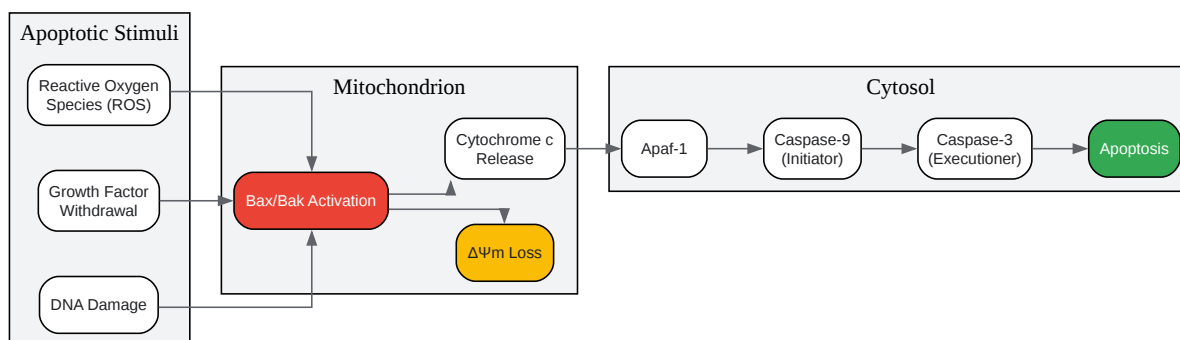 Apoptotic Stimuli
Reactive Oxygen
Species (ROS)
Growth Factor
Withdrawal
DNA Damage
Mitochondrion
Bax/Bak Activation
Cytochrome c
Release
ΔΨm Loss
Cytosol
Apaf-1
Caspase-9
(Initiator)
Caspase-3
(Executioner)
Apoptosis